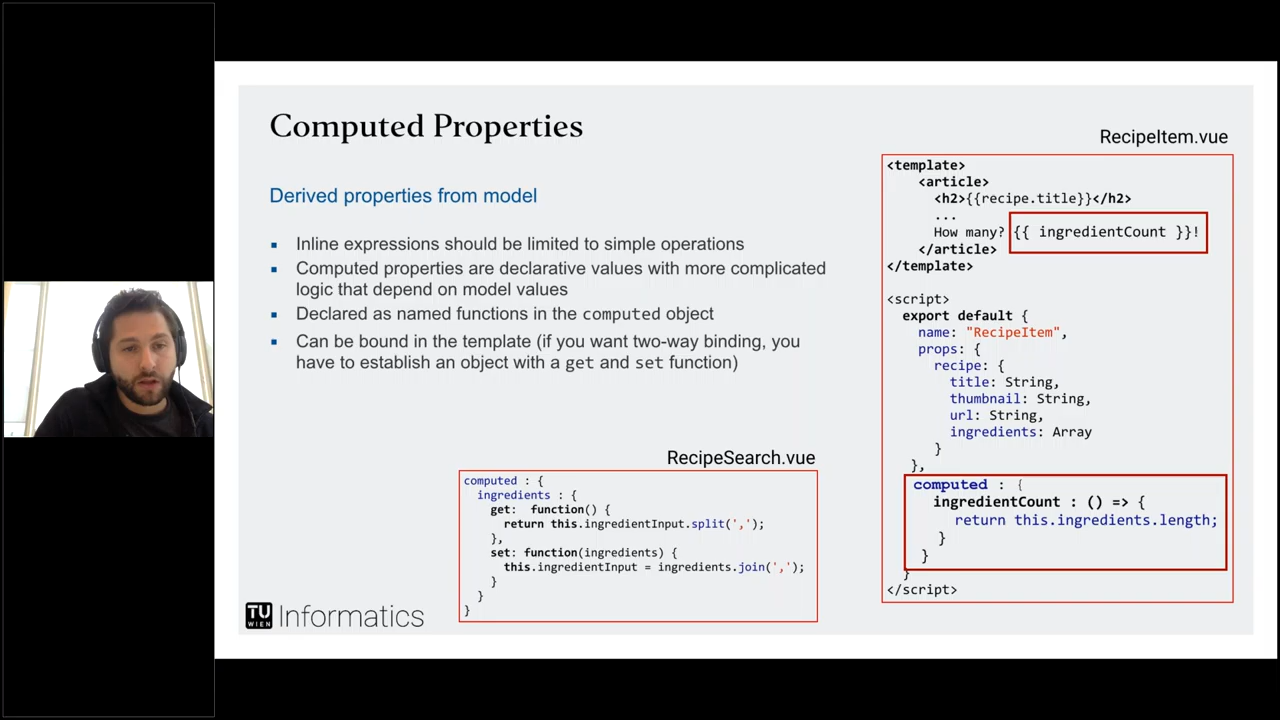 Computed Properties
Derived properties from model
▪ Inline expressions should be limited to simple operations
▪ Computed properties are declarative values with more complicated
logic that depend on model values
▪ Declared as named functions in the computed object
▪ Can be bound in the template (if you want two-way binding, you
have to establish an object with a get and set function)
RecipeSearch.vue
computed : {
ingredients : {
get: function() {
return this.ingredientInput.split(',');
},
set: function(ingredients) {
this.ingredientInput = ingredients.join(',');
}
}
}
RecipeItem.vue
<template>
<article>
<h2>{{recipe.title}}</h2>
...
How many? {{ ingredientCount }}!
</article>
</template>
<script>
export default {
name: "RecipeItem",
props: {
recipe: {
title: String,
thumbnail: String,
url: String,
ingredients: Array
}
},
computed : {
ingredientCount : () => {
return this.ingredients.length;
}
}
}
</script>
TU
WIEN
Informatics